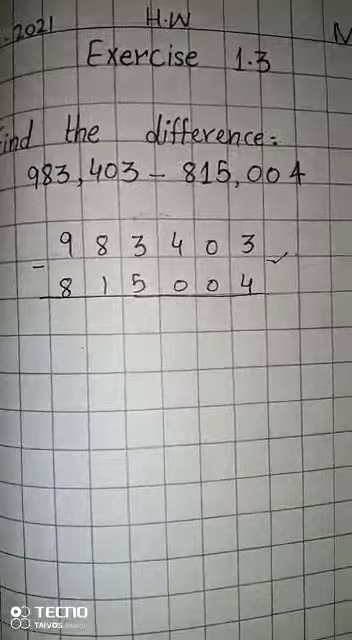 -2021 H.W
Exercise 1.3
ind the difference:
983,403 - 815,004
9 8 3 4 0 3
- 8 1 5 0 0 4
TECNO
TAIVOS